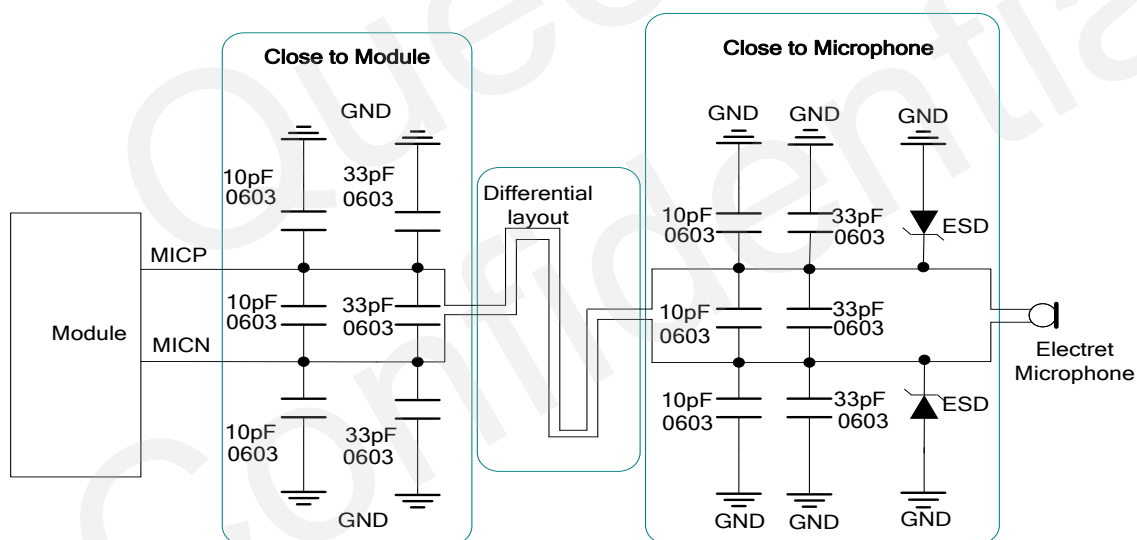 Close to Module
GND
10pF
0603
33pF
0603
MICP
10pF
0603
33pF
0603
Module
MICN
10pF
0603
33pF
0603
GND
Differential
layout
Close to Microphone
GND
GND
GND
10pF
0603
33pF
0603
ESD
10pF
0603
33pF
0603
Electret
Microphone
10pF
0603
33pF
0603
ESD
GND
GND
GND
Confidential